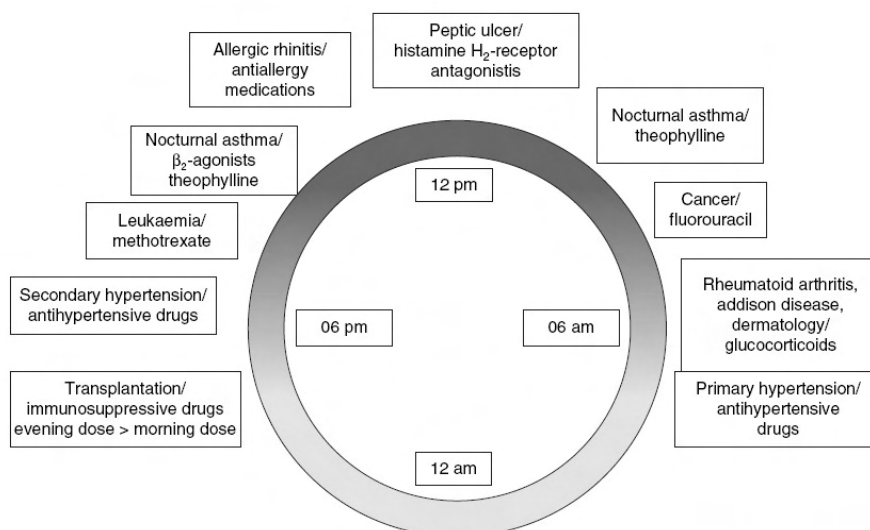 Peptic ulcer/
histamine H₂-receptor
antagonistis
Allergic rhinitis/
antiallergy
medications
Nocturnal asthma/
theophylline
Nocturnal asthma/
β₂-agonists
theophylline
12 pm
Cancer/
fluorouracil
Leukaemia/
methotrexate
Rheumatoid arthritis,
addison disease,
dermatology/
glucocorticoids
Secondary hypertension/
antihypertensive drugs
06 pm
06 am
Transplantation/
immunosuppressive drugs
evening dose > morning dose
Primary hypertension/
antihypertensive
drugs
12 am